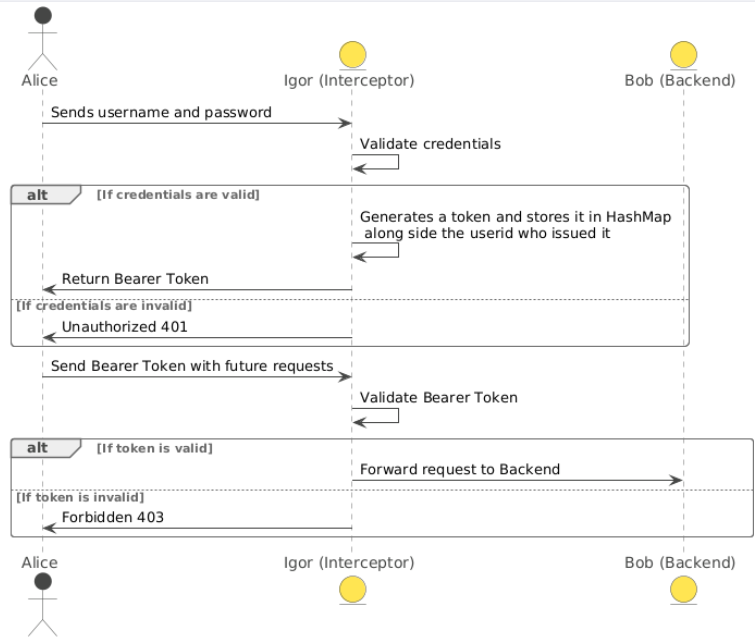 Alice
Igor (Interceptor)
Bob (Backend)
Sends username and password
Validate credentials
alt
[If credentials are valid]
Generates a token and stores it in HashMap
along side the userid who issued it
Return Bearer Token
[If credentials are invalid]
Unauthorized 401
Send Bearer Token with future requests
Validate Bearer Token
alt
[If token is valid]
Forward request to Backend
[If token is invalid]
Forbidden 403
Alice
Igor (Interceptor)
Bob (Backend)